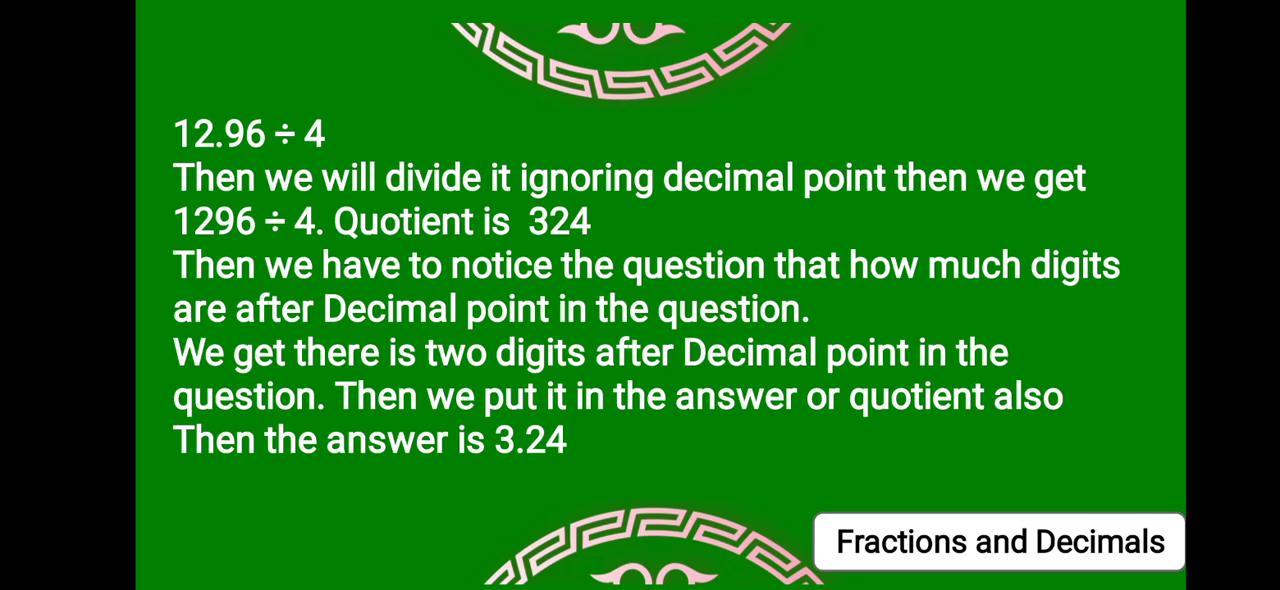 12.96 ÷ 4
Then we will divide it ignoring decimal point then we get
1296 ÷ 4. Quotient is  324
Then we have to notice the question that how much digits
are after Decimal point in the question.
We get there is two digits after Decimal point in the
question. Then we put it in the answer or quotient also
Then the answer is 3.24
Fractions and Decimals